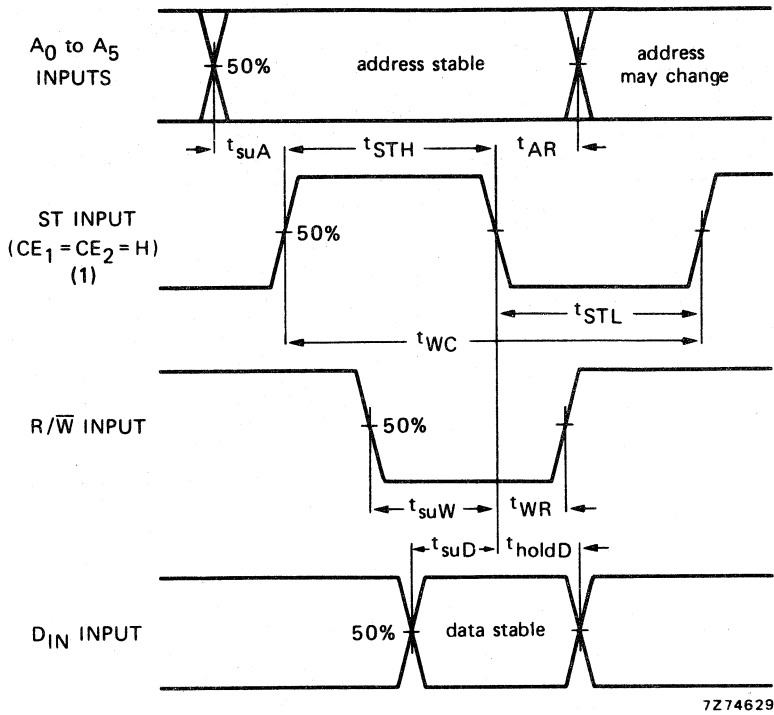 A0 to A5
INPUTS
50%
address stable
address
may change
tsuA
tSTH
tAR
ST INPUT
(CE1 = CE2 = H)
(1)
50%
tSTL
tWC
R/W̅ INPUT
50%
tsuW
tWR
tsuD
tholdD
DIN INPUT
50%
data stable
7Z74629